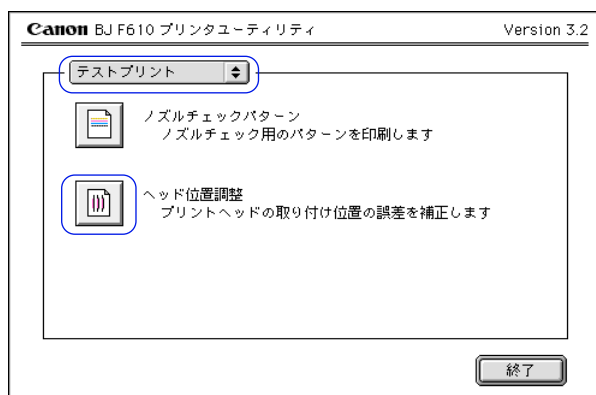 Canon BJ F610 プリンタユーティリティ Version 3.2
テストプリント
ノズルチェックパターン
ノズルチェック用のパターンを印刷します
ヘッド位置調整
プリントヘッドの取り付け位置の誤差を補正します
終了